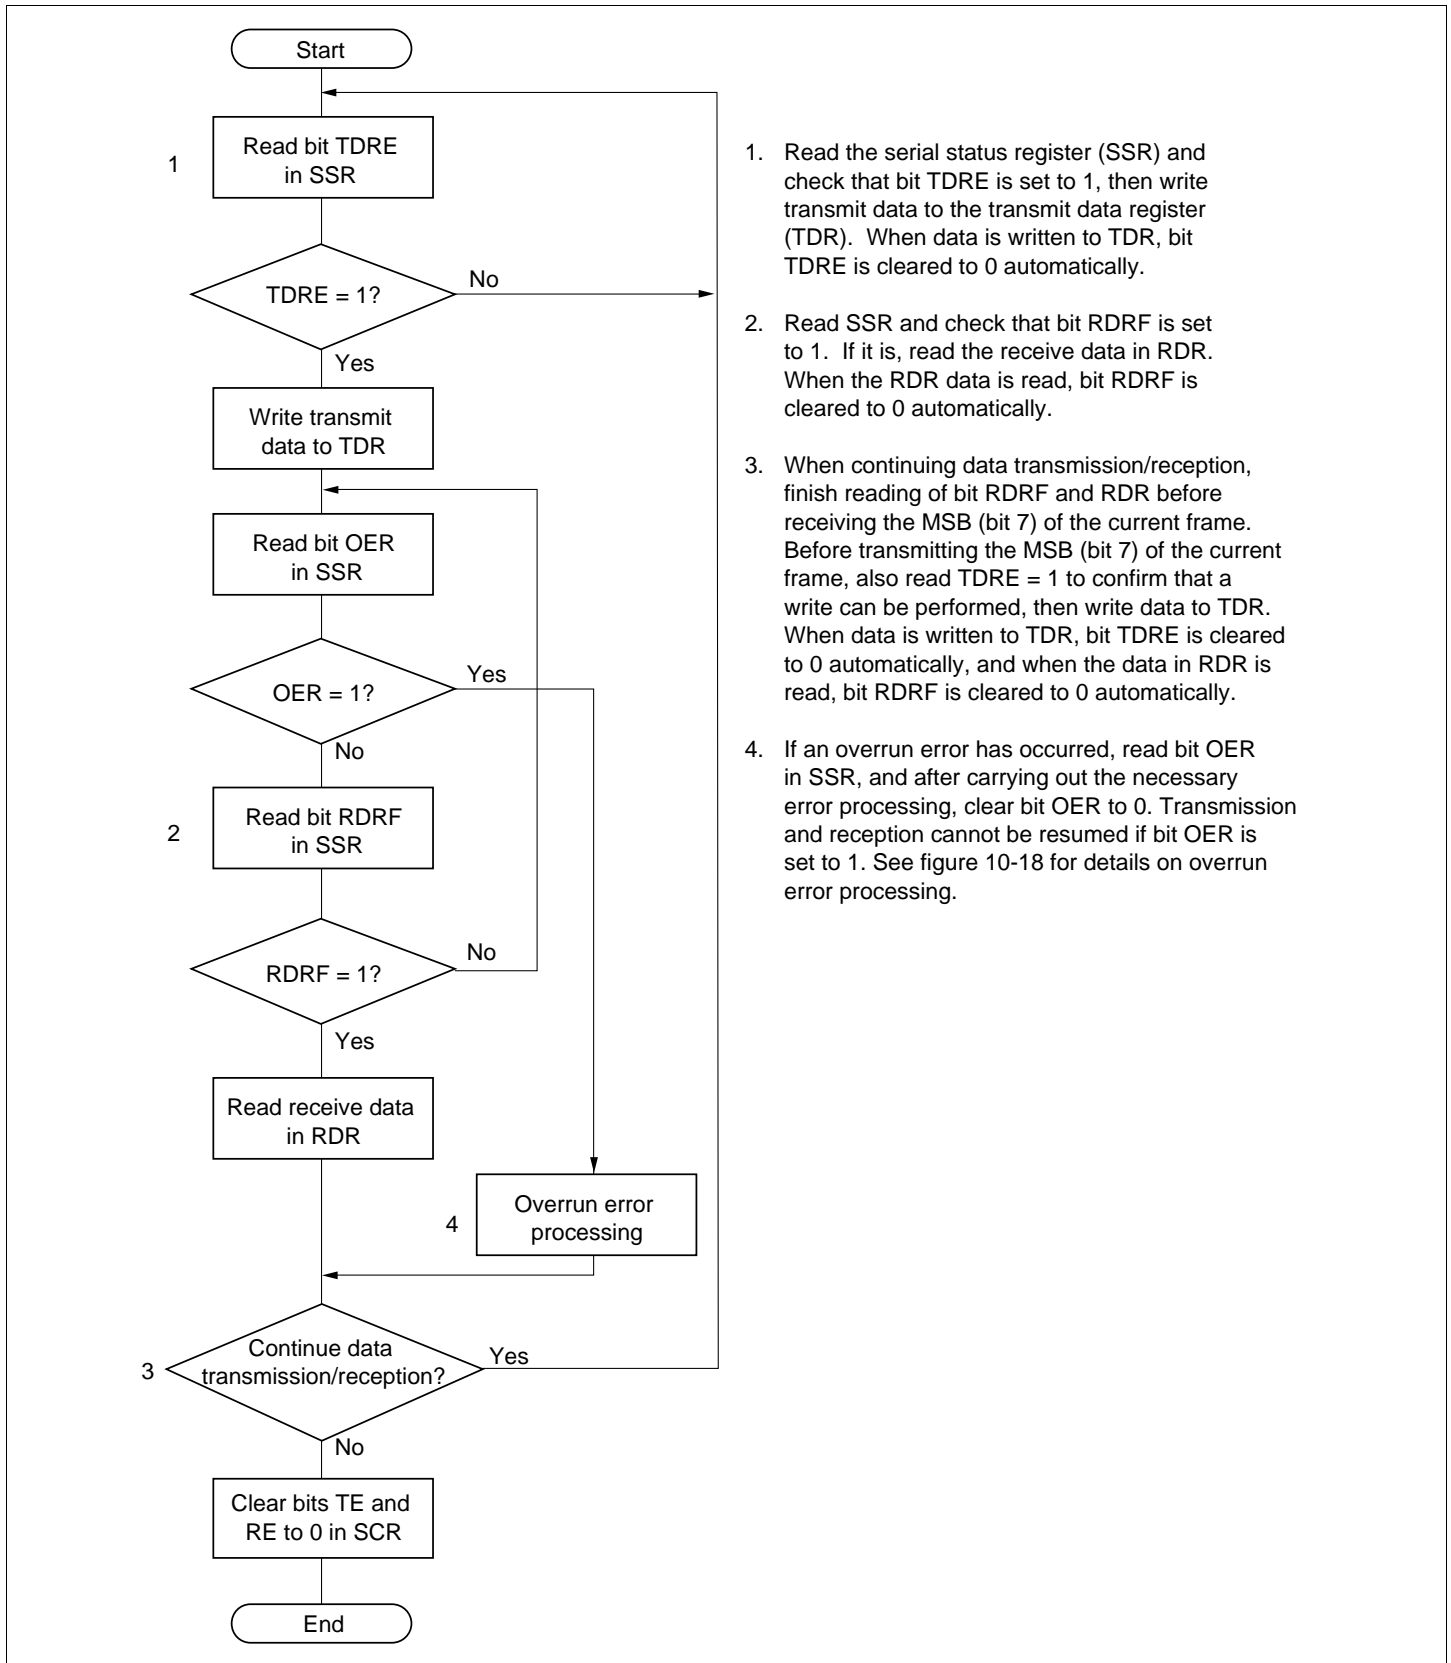 Start
1
Read bit TDRE
in SSR
TDRE = 1?
No
Yes
Write transmit
data to TDR
Read bit OER
in SSR
OER = 1?
Yes
No
2
Read bit RDRF
in SSR
RDRF = 1?
No
Yes
Read receive data
in RDR
4
Overrun error
processing
3
Continue data
transmission/reception?
Yes
No
Clear bits TE and
RE to 0 in SCR
End
1. Read the serial status register (SSR) and
check that bit TDRE is set to 1, then write
transmit data to the transmit data register
(TDR). When data is written to TDR, bit
TDRE is cleared to 0 automatically.
2. Read SSR and check that bit RDRF is set
to 1. If it is, read the receive data in RDR.
When the RDR data is read, bit RDRF is
cleared to 0 automatically.
3. When continuing data transmission/reception,
finish reading of bit RDRF and RDR before
receiving the MSB (bit 7) of the current frame.
Before transmitting the MSB (bit 7) of the current
frame, also read TDRE = 1 to confirm that a
write can be performed, then write data to TDR.
When data is written to TDR, bit TDRE is cleared
to 0 automatically, and when the data in RDR is
read, bit RDRF is cleared to 0 automatically.
4. If an overrun error has occurred, read bit OER
in SSR, and after carrying out the necessary
error processing, clear bit OER to 0. Transmission
and reception cannot be resumed if bit OER is
set to 1. See figure 10-18 for details on overrun
error processing.